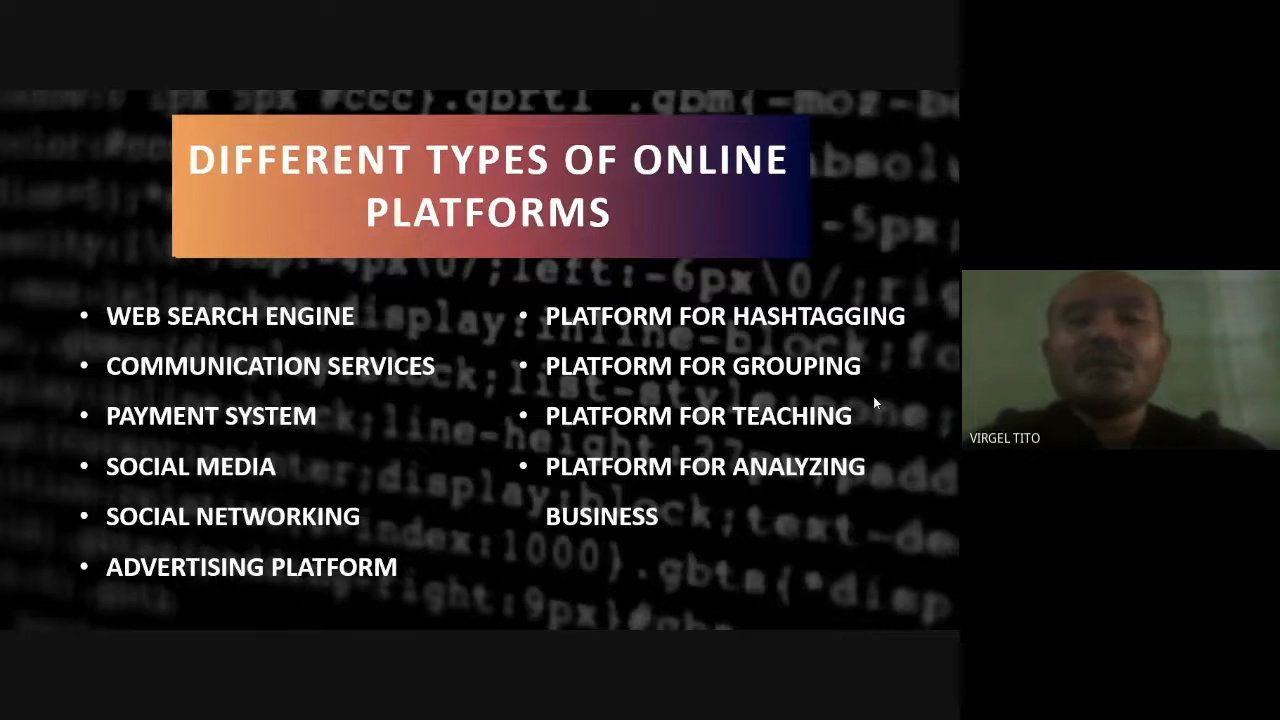 DIFFERENT TYPES OF ONLINE
PLATFORMS
WEB SEARCH ENGINE
COMMUNICATION SERVICES
PAYMENT SYSTEM
SOCIAL MEDIA
SOCIAL NETWORKING
ADVERTISING PLATFORM
PLATFORM FOR HASHTAGGING
PLATFORM FOR GROUPING
PLATFORM FOR TEACHING
PLATFORM FOR ANALYZING
BUSINESS
VIRGEL TITO